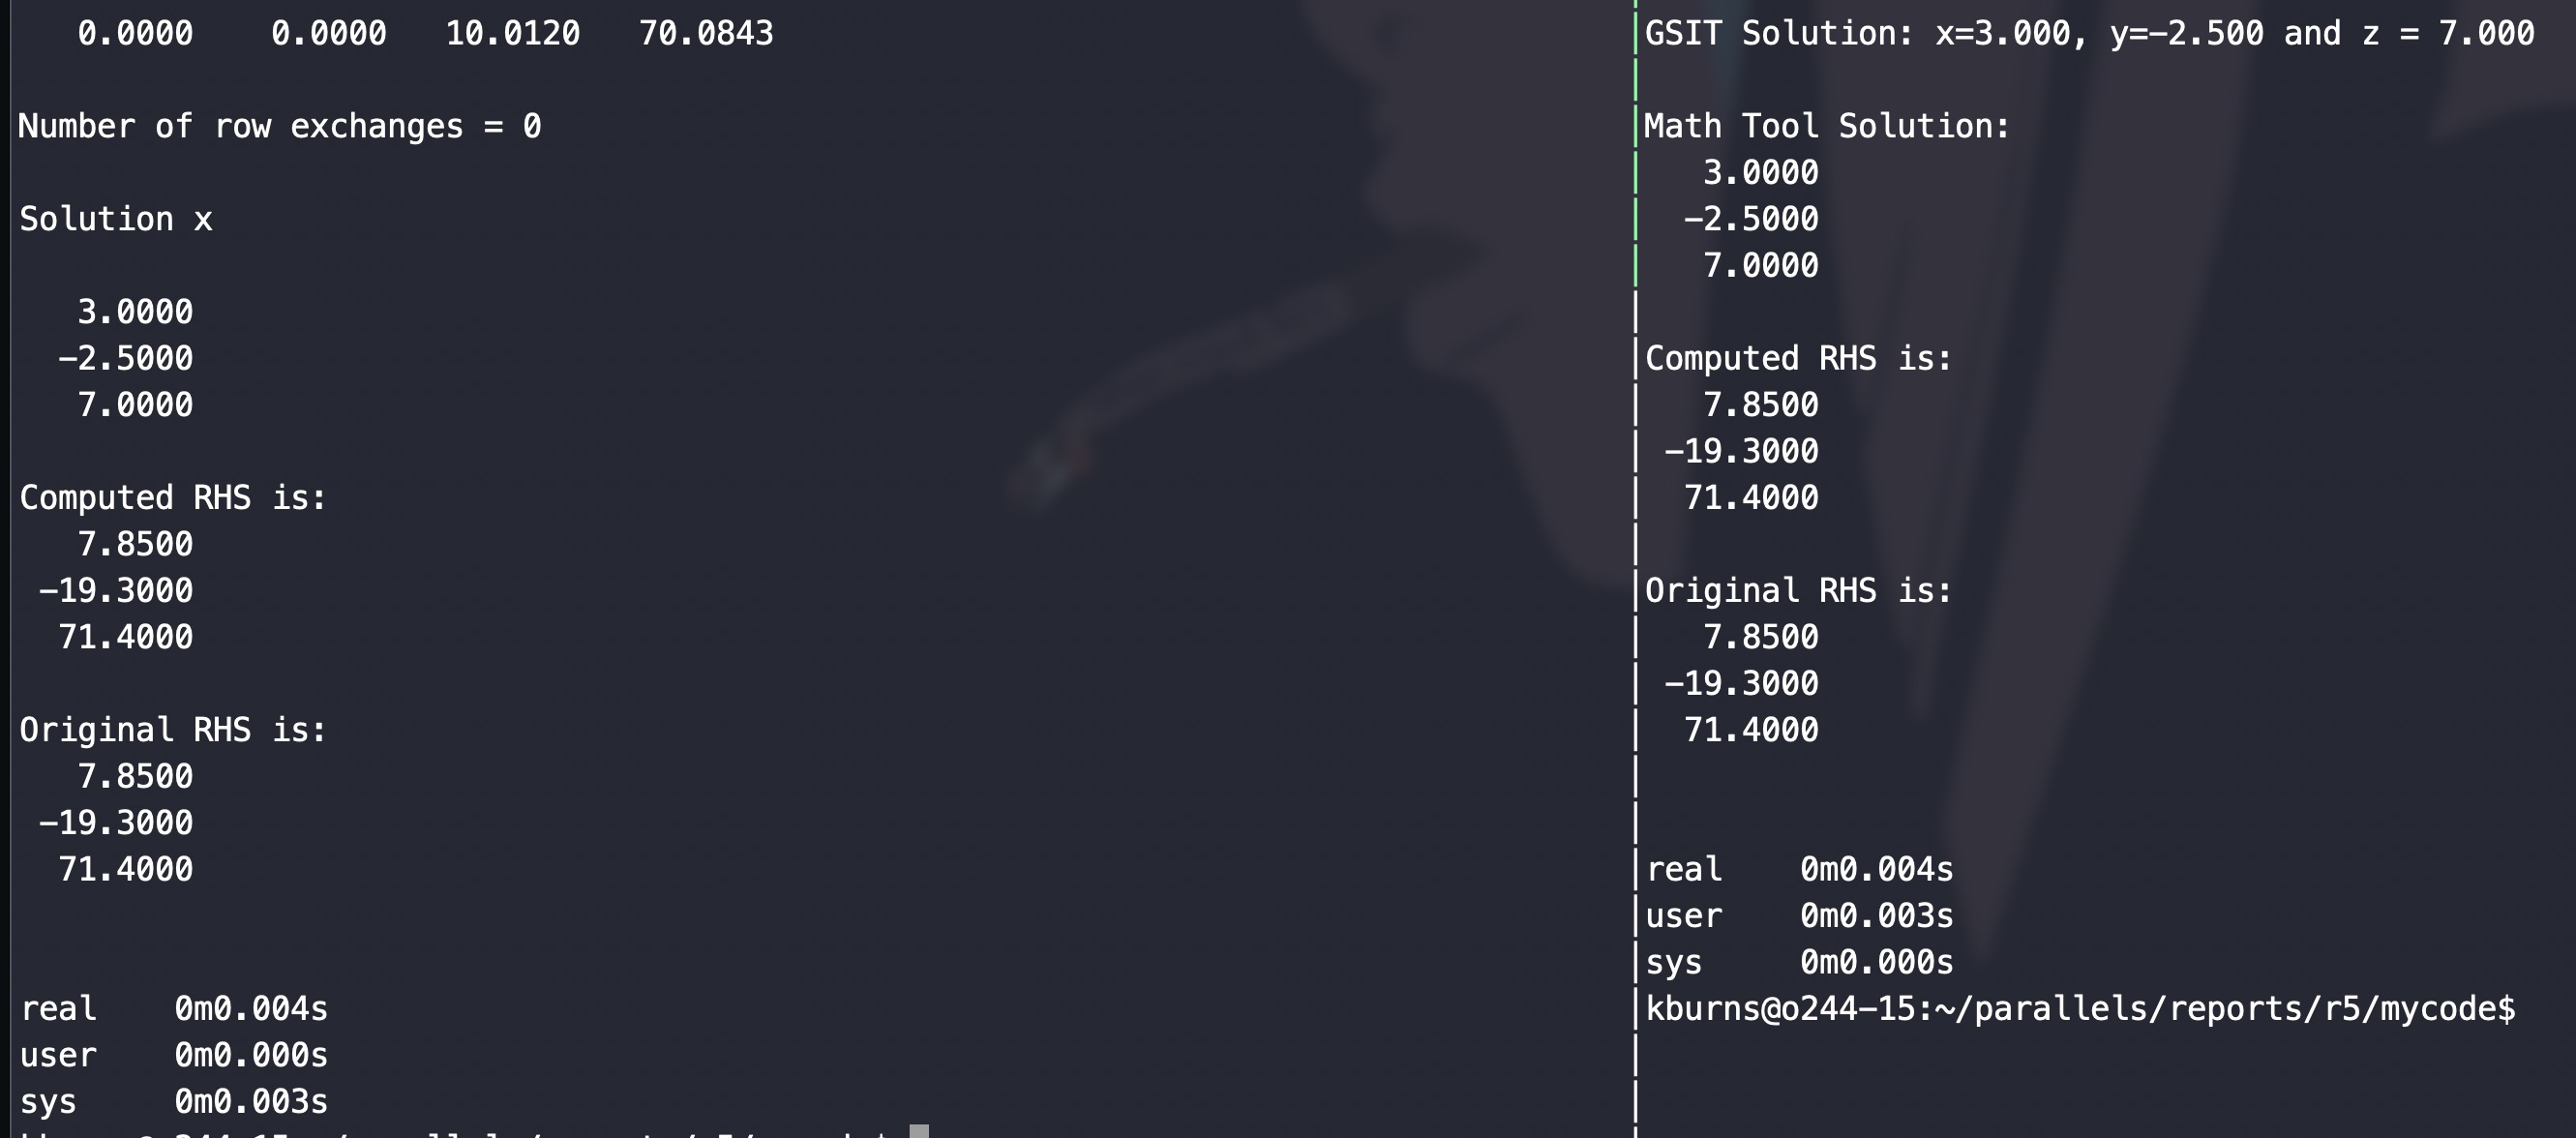 0.0000    0.0000   10.0120   70.0843
Number of row exchanges = 0
Solution x
3.0000
-2.5000
7.0000
Computed RHS is:
7.8500
-19.3000
71.4000
Original RHS is:
7.8500
-19.3000
71.4000
real    0m0.004s
user    0m0.000s
sys     0m0.003s
GSIT Solution: x=3.000, y=-2.500 and z = 7.000
Math Tool Solution:
3.0000
-2.5000
7.0000
Computed RHS is:
7.8500
-19.3000
71.4000
Original RHS is:
7.8500
-19.3000
71.4000
real    0m0.004s
user    0m0.003s
sys     0m0.000s
kburns@o244-15:~/parallels/reports/r5/mycode$